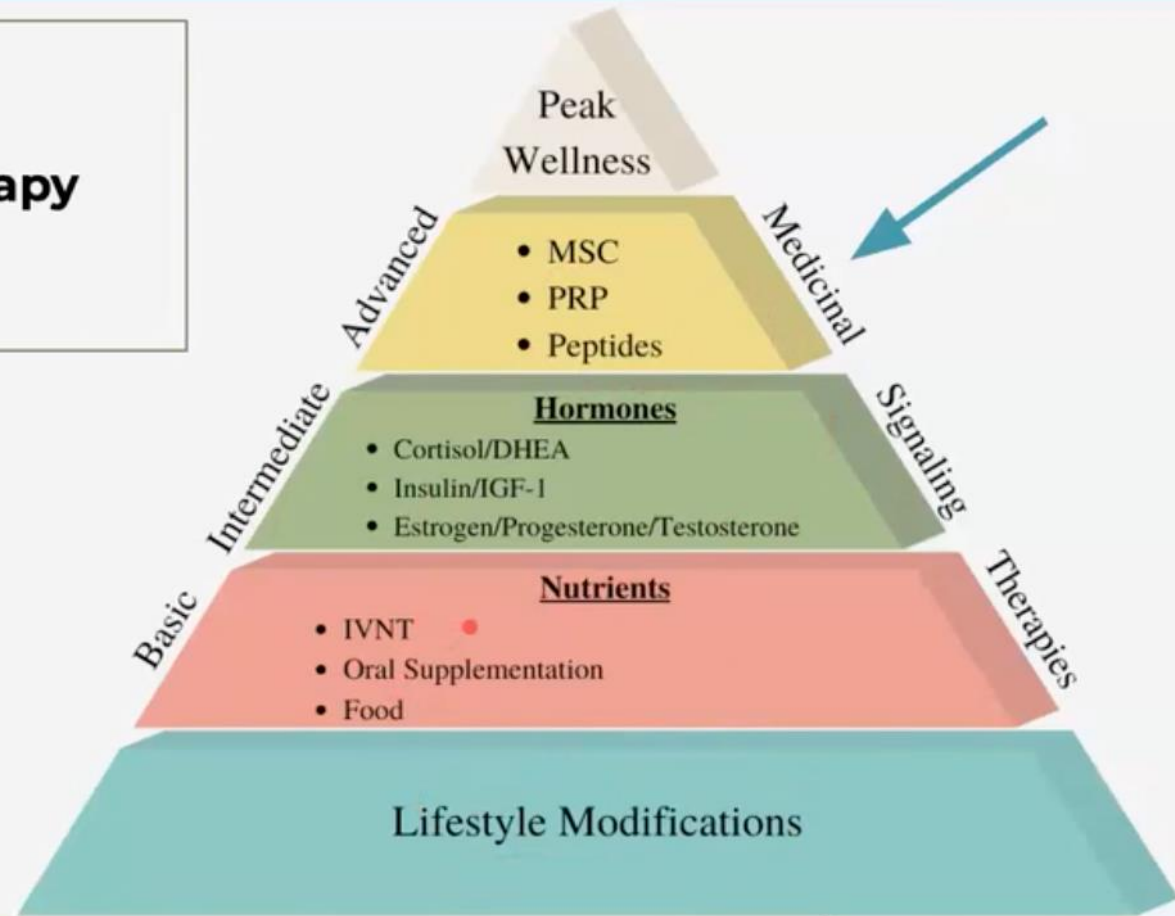 apy
Peak
Wellness
Advanced
Medicinal
• MSC
• PRP
• Peptides
Intermediate
Signaling
Hormones
• Cortisol/DHEA
• Insulin/IGF-1
• Estrogen/Progesterone/Testosterone
Basic
Therapies
Nutrients
• IVNT
• Oral Supplementation
• Food
Lifestyle Modifications